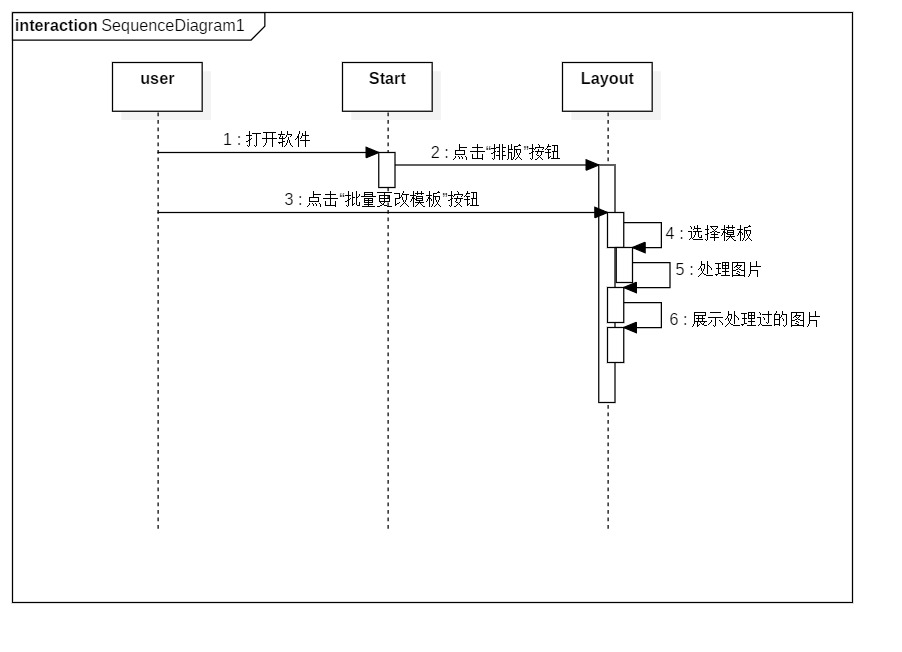 interaction SequenceDiagram1
user
Start
Layout
1 : 打开软件
2 : 点击“排版”按钮
3 : 点击“批量更改模板”按钮
4 : 选择模板
5 : 处理图片
6 : 展示处理过的图片